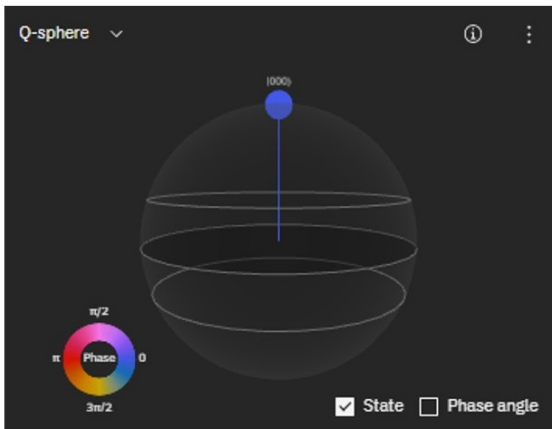 Q-sphere
|000⟩
π/2
π Phase 0
3π/2
State Phase angle